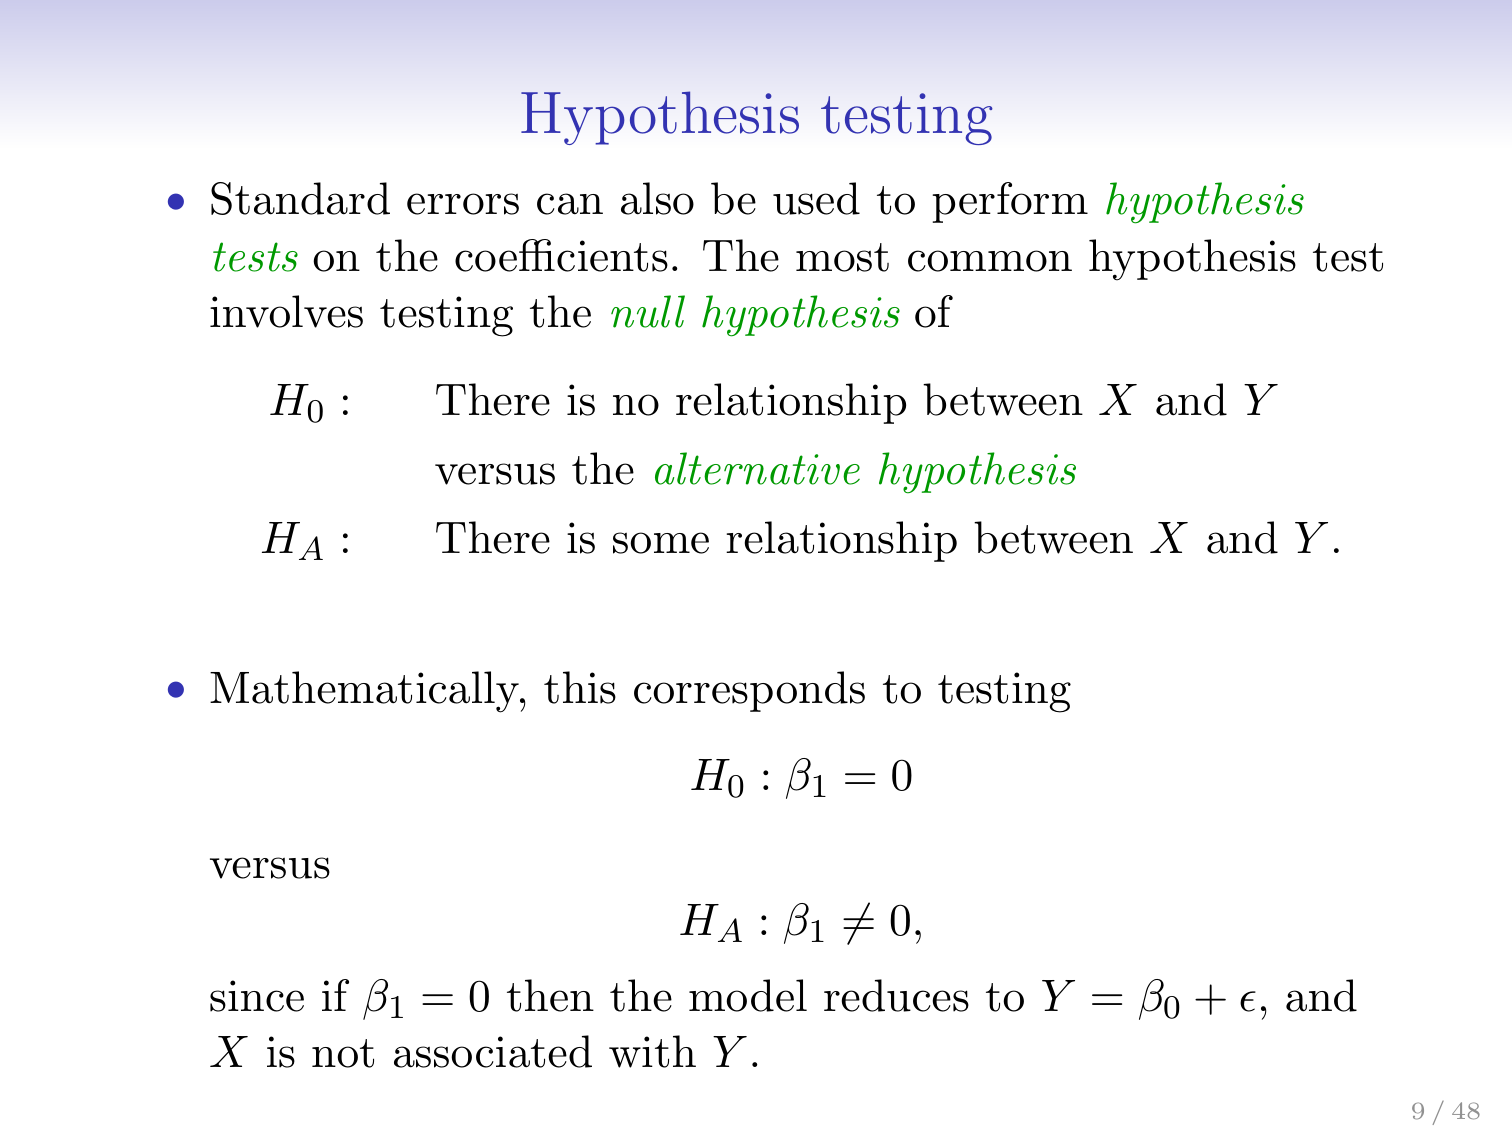 Hypothesis testing
• Standard errors can also be used to perform hypothesis
tests on the coefficients. The most common hypothesis test
involves testing the null hypothesis of
H₀ : There is no relationship between X and Y
versus the alternative hypothesis
H_A : There is some relationship between X and Y.
• Mathematically, this corresponds to testing
H₀ : β₁ = 0
versus
H_A : β₁ ≠ 0,
since if β₁ = 0 then the model reduces to Y = β₀ + ϵ, and
X is not associated with Y.
9 / 48